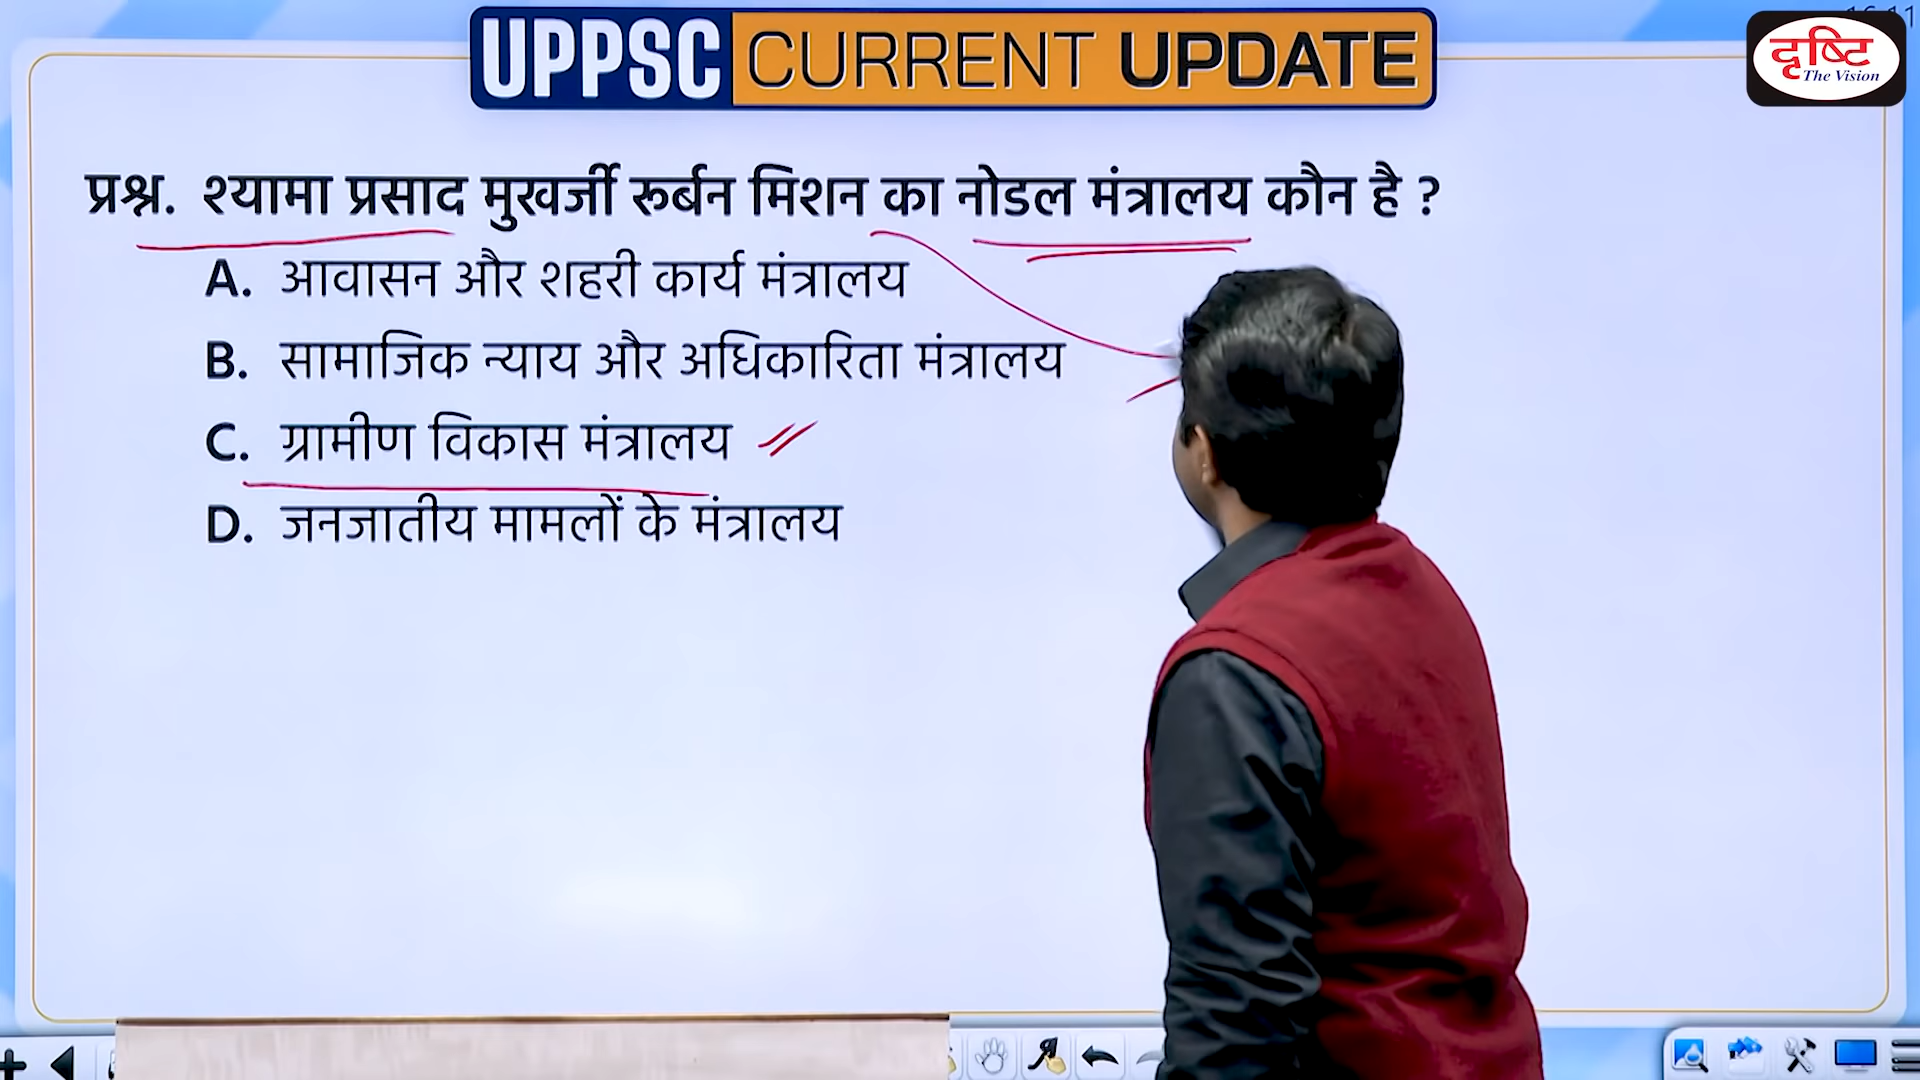 UPPSC CURRENT UPDATE
दृष्टि
The Vision
प्रश्न. श्यामा प्रसाद मुखर्जी रूर्बन मिशन का नोडल मंत्रालय कौन है ?
A. आवासन और शहरी कार्य मंत्रालय
B. सामाजिक न्याय और अधिकारिता मंत्रालय
C. ग्रामीण विकास मंत्रालय
D. जनजातीय मामलों के मंत्रालय